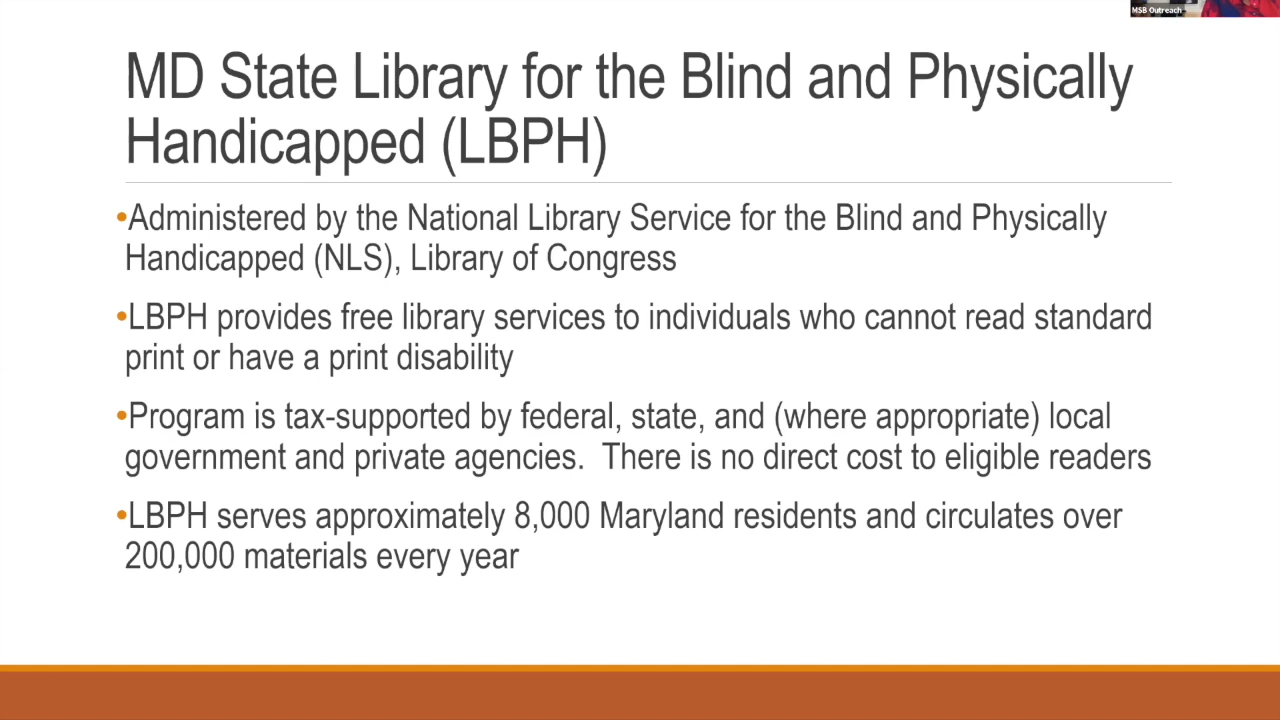 MSB Outreach
MD State Library for the Blind and Physically
Handicapped (LBPH)
•Administered by the National Library Service for the Blind and Physically
Handicapped (NLS), Library of Congress
•LBPH provides free library services to individuals who cannot read standard
print or have a print disability
•Program is tax-supported by federal, state, and (where appropriate) local
government and private agencies.  There is no direct cost to eligible readers
•LBPH serves approximately 8,000 Maryland residents and circulates over
200,000 materials every year